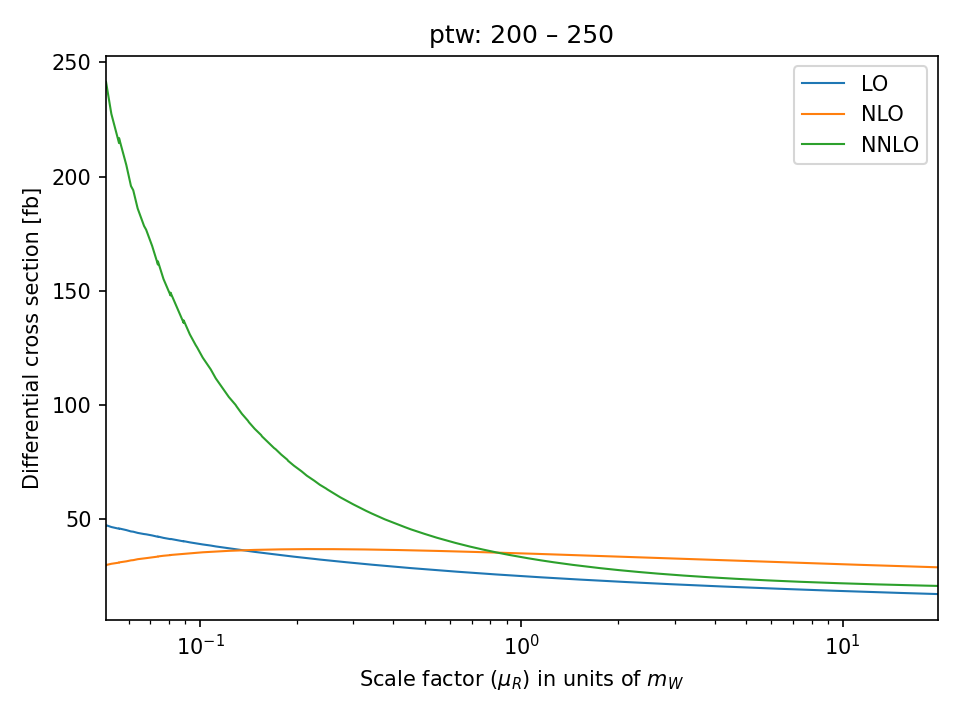 ptw: 200 – 250
250
200
150
100
50
Differential cross section [fb]
LO
NLO
NNLO
10⁻¹
10⁰
10¹
Scale factor (μ_R) in units of m_W